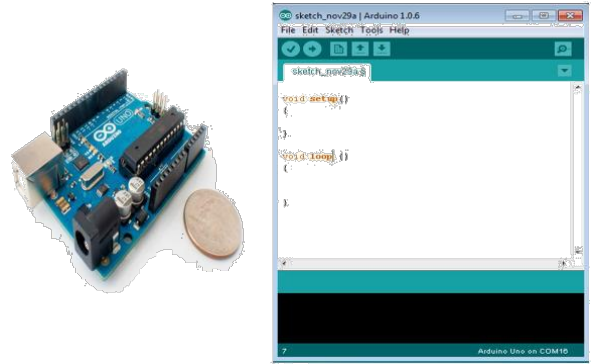 UNO
sketch_nov29a | Arduino 1.0.6
File Edit Sketch Tools Help
sketch_nov29a
void setup()
{
}
void loop ()
{
}
7
Arduino Uno on COM16